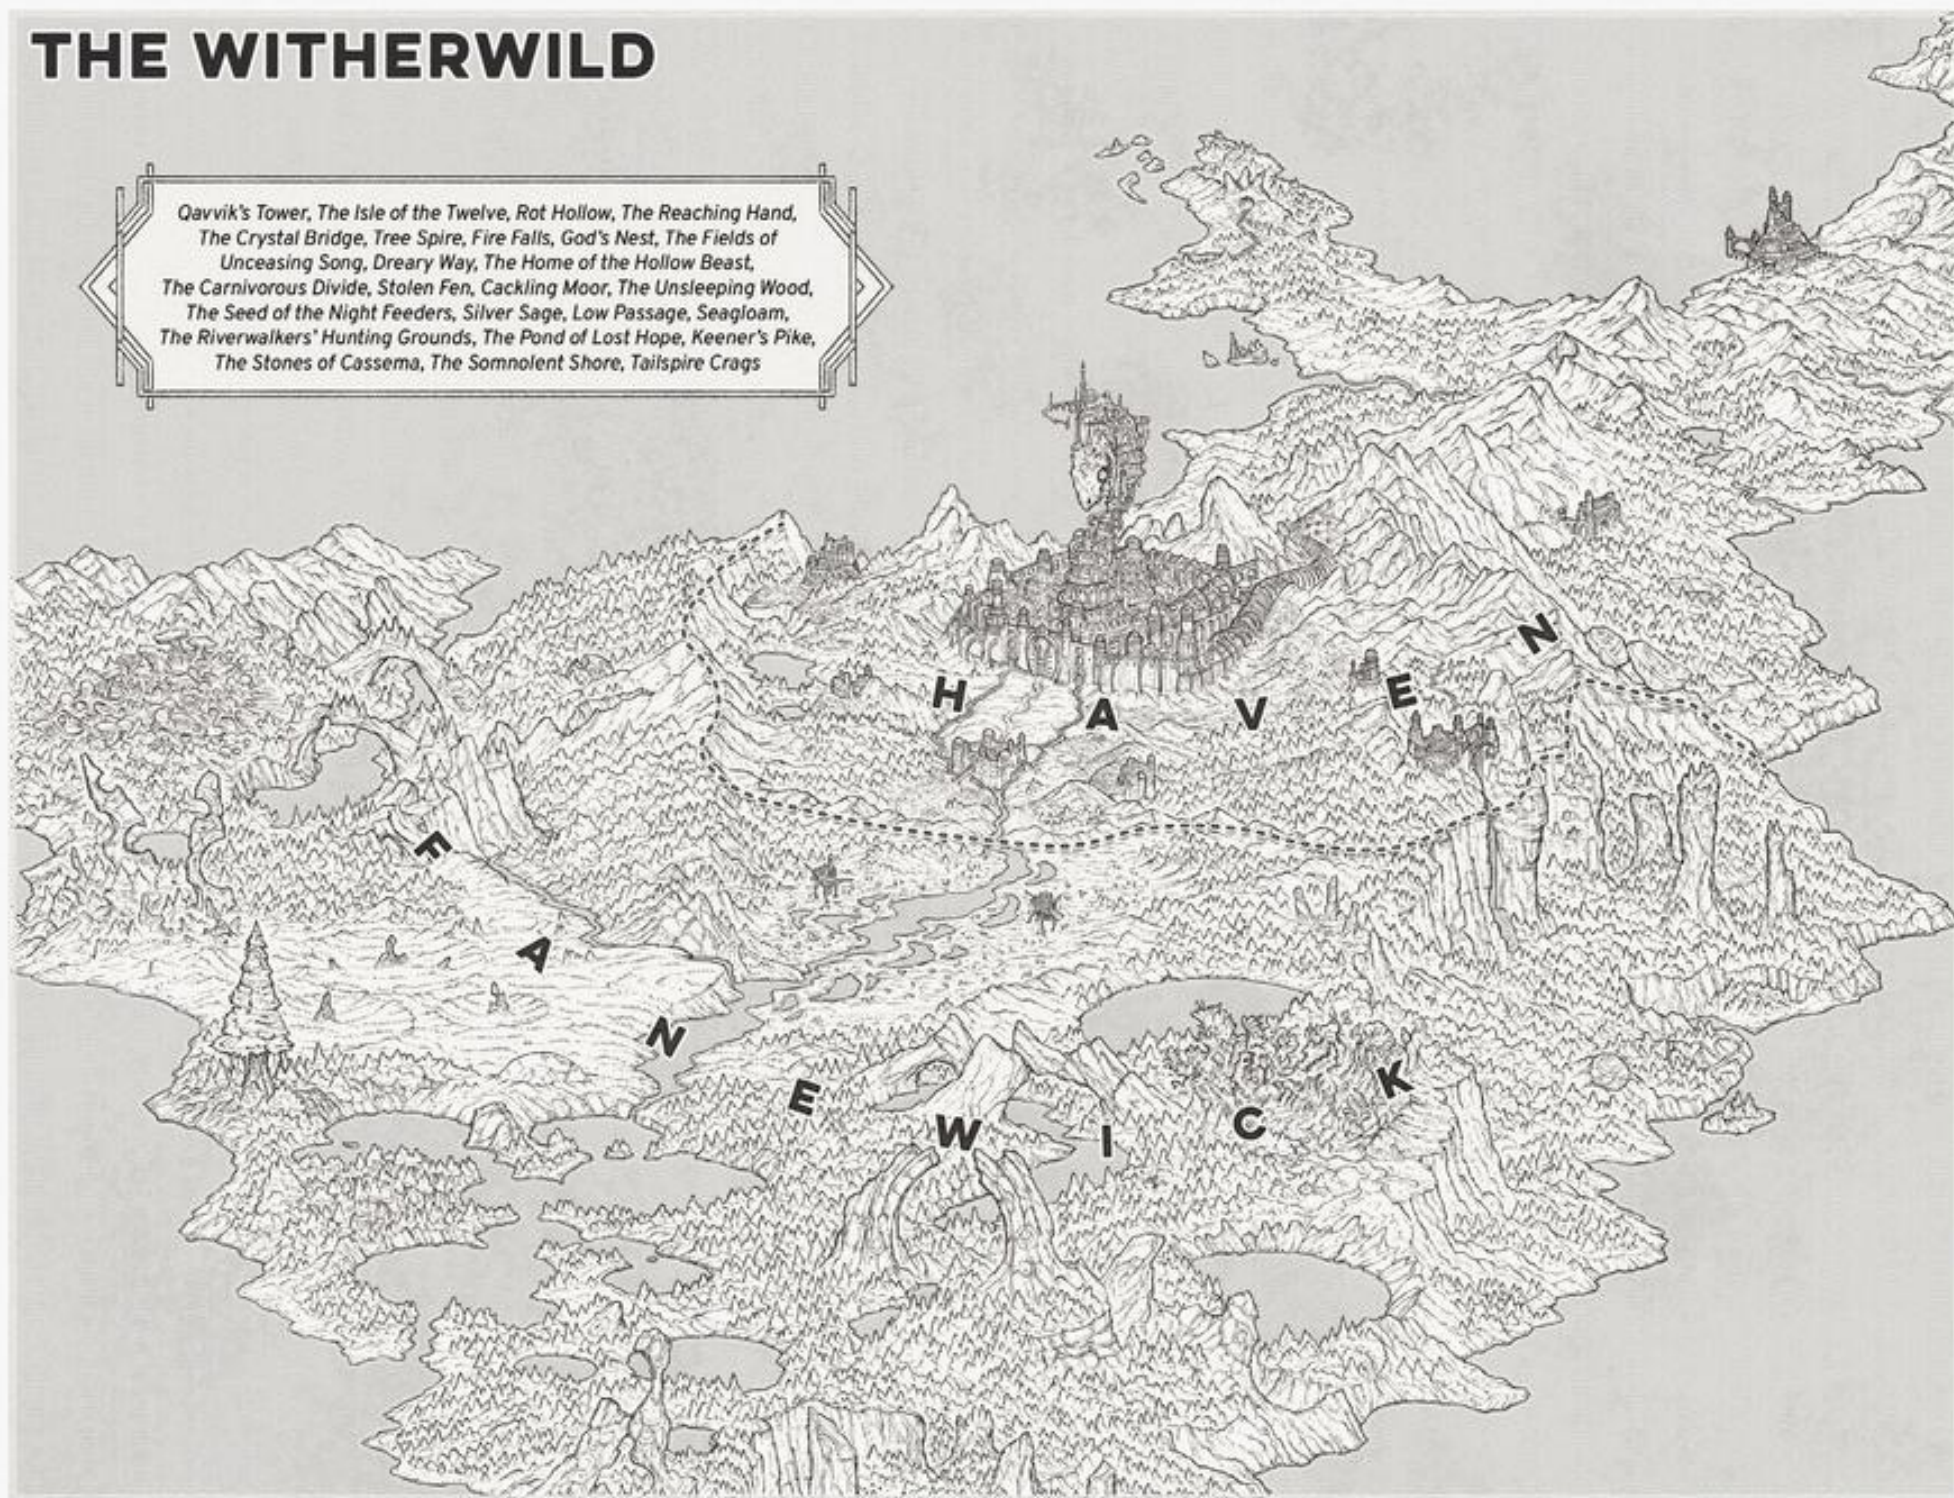 THE WITHERWILD
Qavvik's Tower, The Isle of the Twelve, Rot Hollow, The Reaching Hand,
The Crystal Bridge, Tree Spire, Fire Falls, God's Nest, The Fields of
Unceasing Song, Dreary Way, The Home of the Hollow Beast,
The Carnivorous Divide, Stolen Fen, Cackling Moor, The Unsleeping Wood,
The Seed of the Night Feeders, Silver Sage, Low Passage, Seagloam,
The Riverwalkers' Hunting Grounds, The Pond of Lost Hope, Keener's Pike,
The Stones of Cassema, The Somnolent Shore, Tailspire Crags
HAVEN
FANEWICK